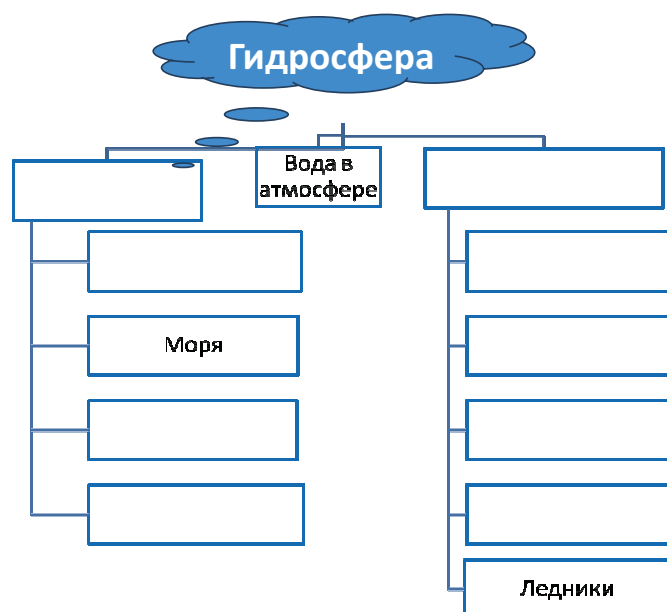 Гидросфера
Вода в
атмосфере
Моря
Ледники